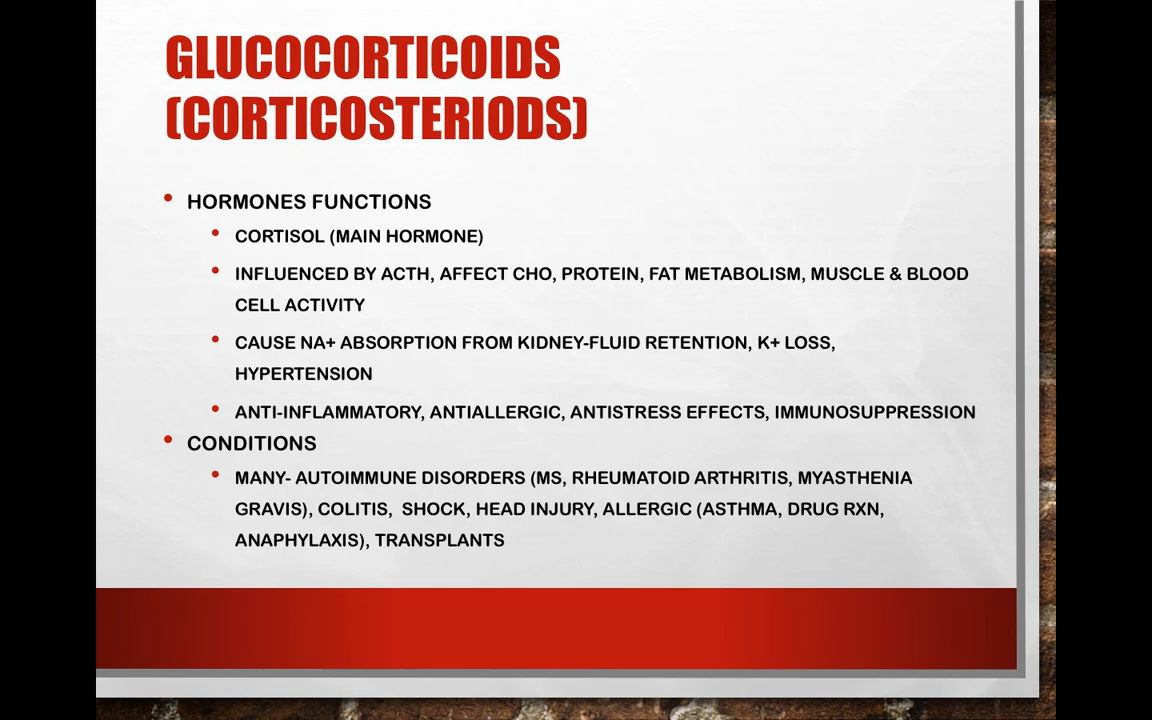 GLUCOCORTICOIDS
(CORTICOSTERIODS)
• HORMONES FUNCTIONS
• CORTISOL (MAIN HORMONE)
• INFLUENCED BY ACTH, AFFECT CHO, PROTEIN, FAT METABOLISM, MUSCLE & BLOOD
CELL ACTIVITY
• CAUSE NA+ ABSORPTION FROM KIDNEY-FLUID RETENTION, K+ LOSS,
HYPERTENSION
• ANTI-INFLAMMATORY, ANTIALLERGIC, ANTISTRESS EFFECTS, IMMUNOSUPPRESSION
• CONDITIONS
• MANY- AUTOIMMUNE DISORDERS (MS, RHEUMATOID ARTHRITIS, MYASTHENIA
GRAVIS), COLITIS, SHOCK, HEAD INJURY, ALLERGIC (ASTHMA, DRUG RXN,
ANAPHYLAXIS), TRANSPLANTS